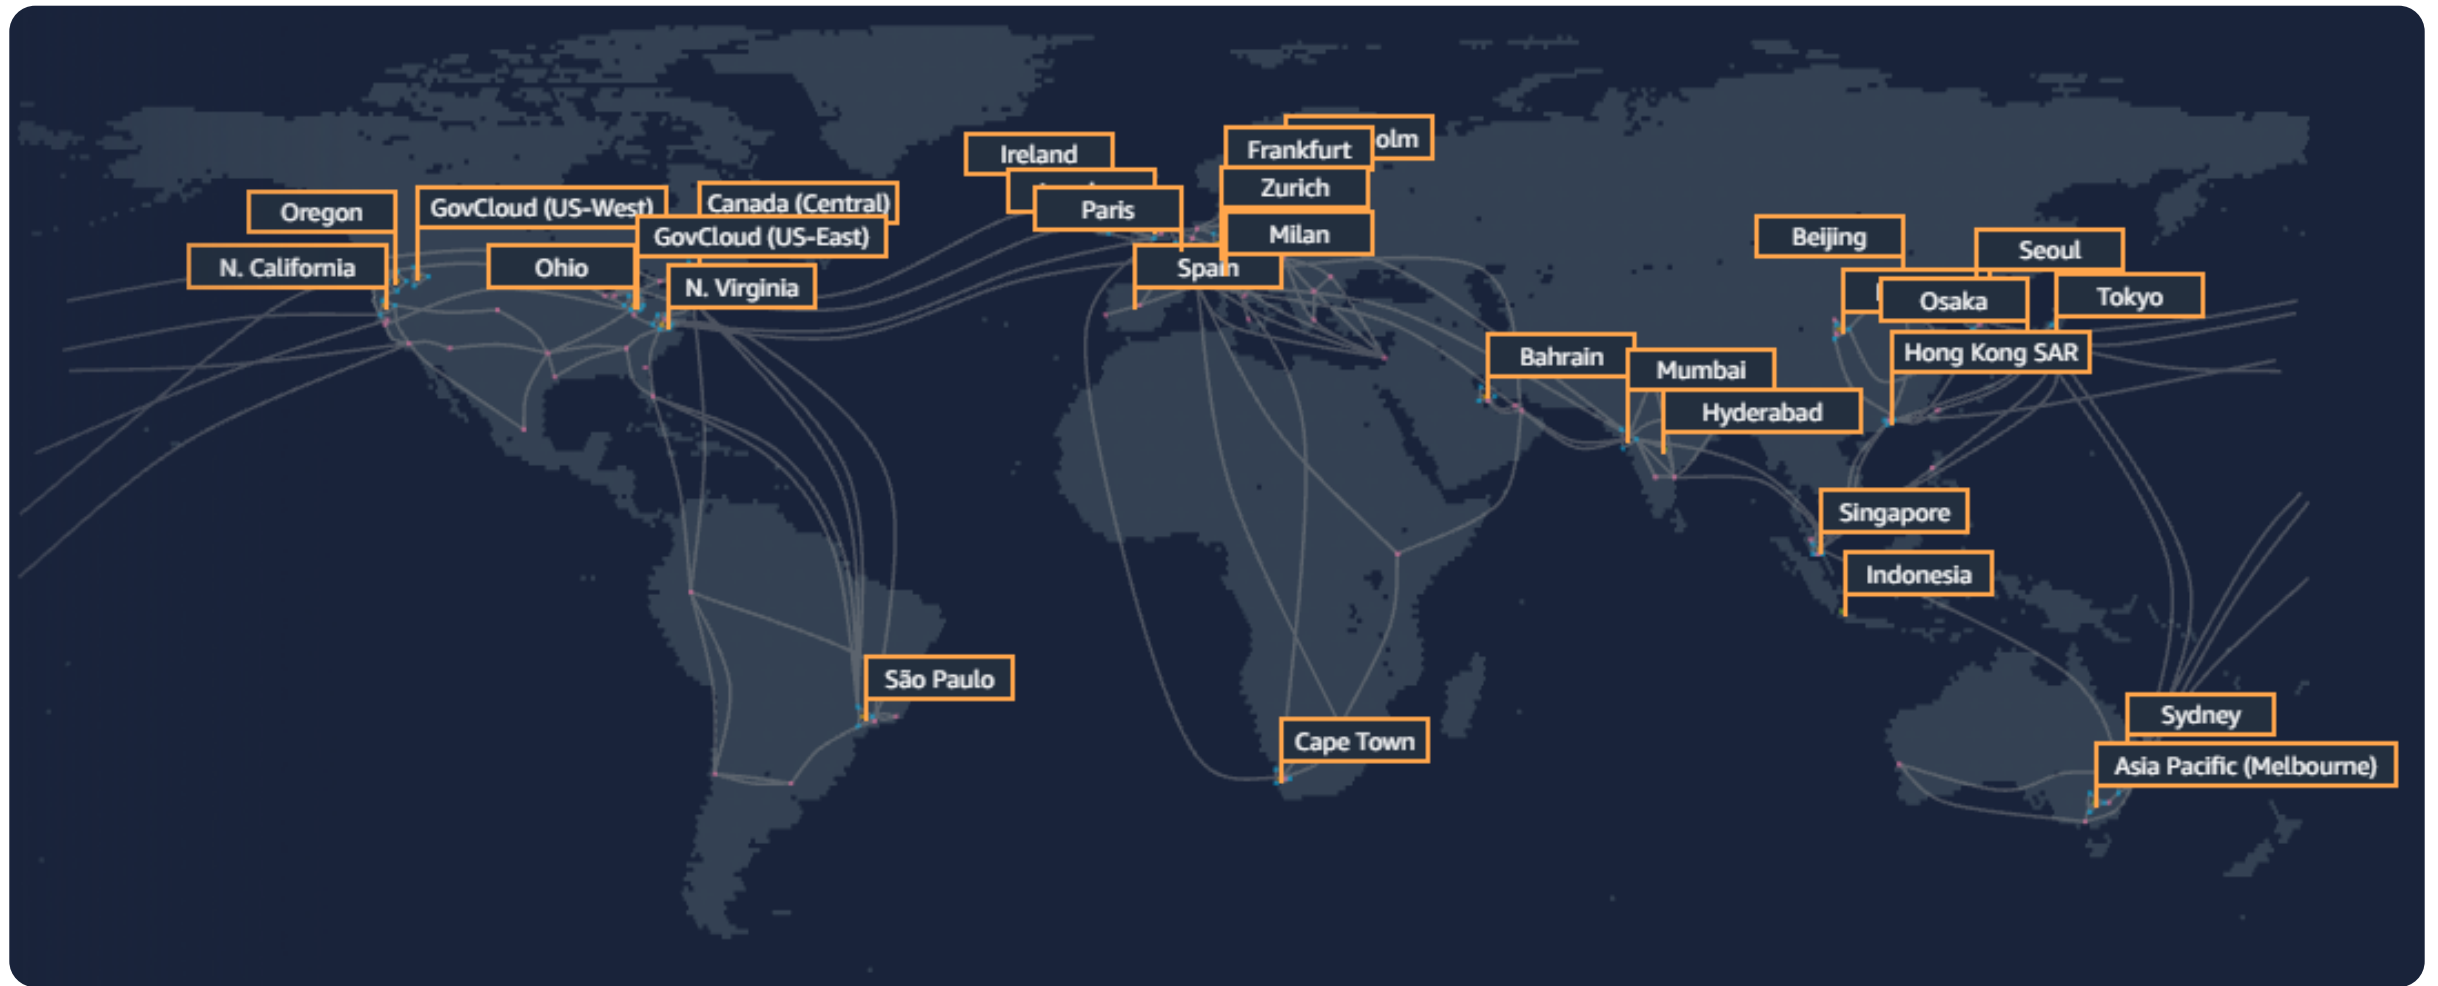 Ireland
Frankfurt
olm
Zurich
Paris
Oregon
GovCloud (US-West)
Canada (Central)
GovCloud (US-East)
Milan
Beijing
Seoul
N. California
Ohio
N. Virginia
Spain
Osaka
Tokyo
Hong Kong SAR
Bahrain
Mumbai
Hyderabad
Singapore
Indonesia
São Paulo
Cape Town
Sydney
Asia Pacific (Melbourne)